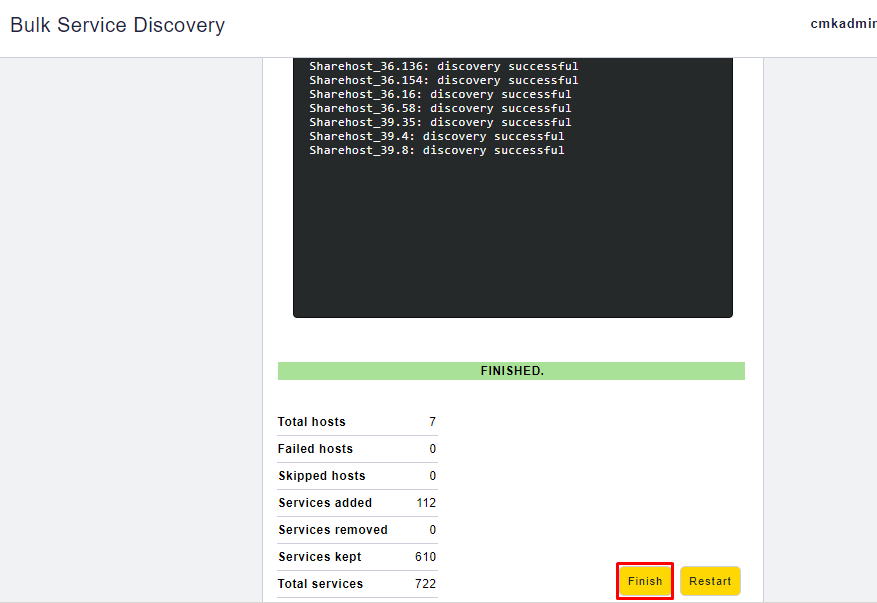 Bulk Service Discovery
cmkadmin
Sharehost_36.136: discovery successful
Sharehost_36.154: discovery successful
Sharehost_36.16: discovery successful
Sharehost_36.58: discovery successful
Sharehost_39.35: discovery successful
Sharehost_39.4: discovery successful
Sharehost_39.8: discovery successful
FINISHED.
Total hosts 7
Failed hosts 0
Skipped hosts 0
Services added 112
Services removed 0
Services kept 610
Total services 722
Finish Restart